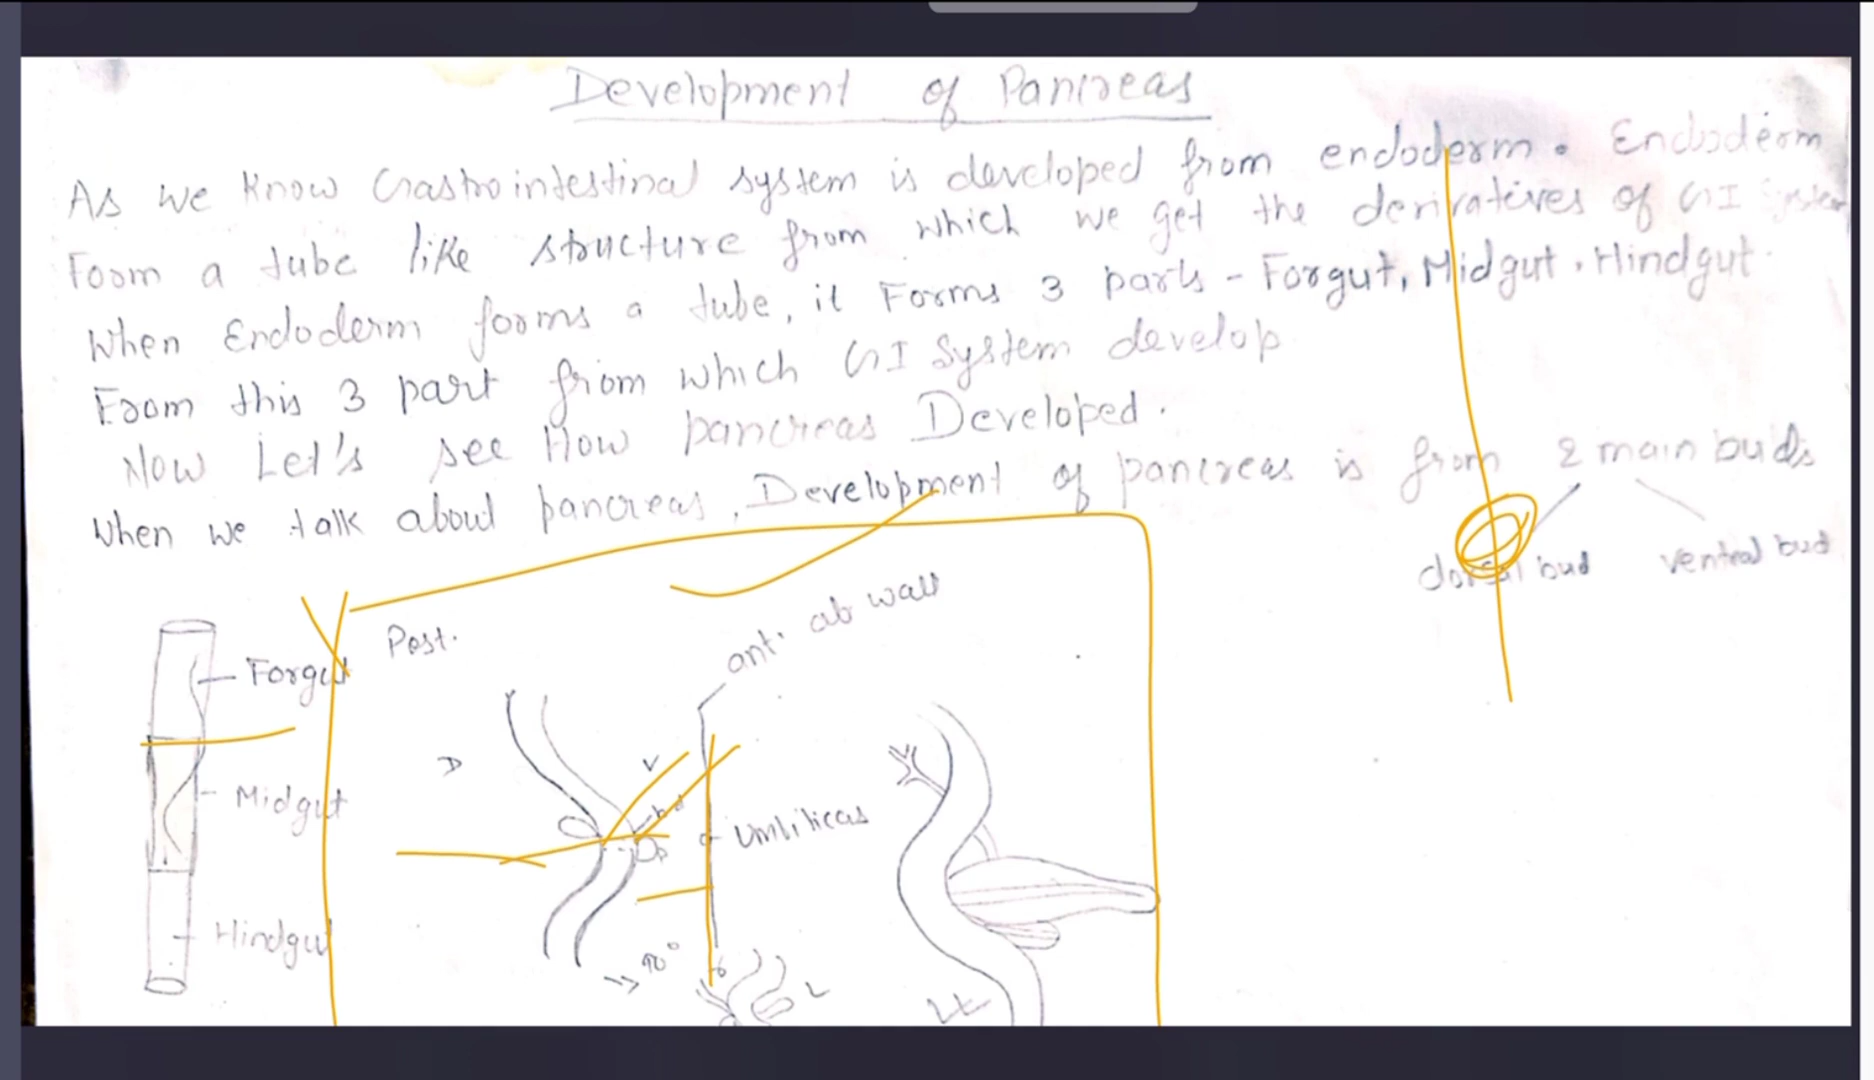 Development of Pancreas
As we know Gastrointestinal system is developed from endoderm. Endoderm
Form a tube like structure from which we get the derivatives of GI System
When Endoderm forms a tube, it Forms 3 parts - Forgut, Midgut, Hindgut.
From this 3 part from which GI System develop
Now Let's see How pancreas Developed.
When we talk about pancreas, Development of pancreas is from 2 main buds
dorsal bud ventral bud
Post.
ant. ab wall
Forgut
D
V
Midgut
Umlilicas
Hindgut
90°
L